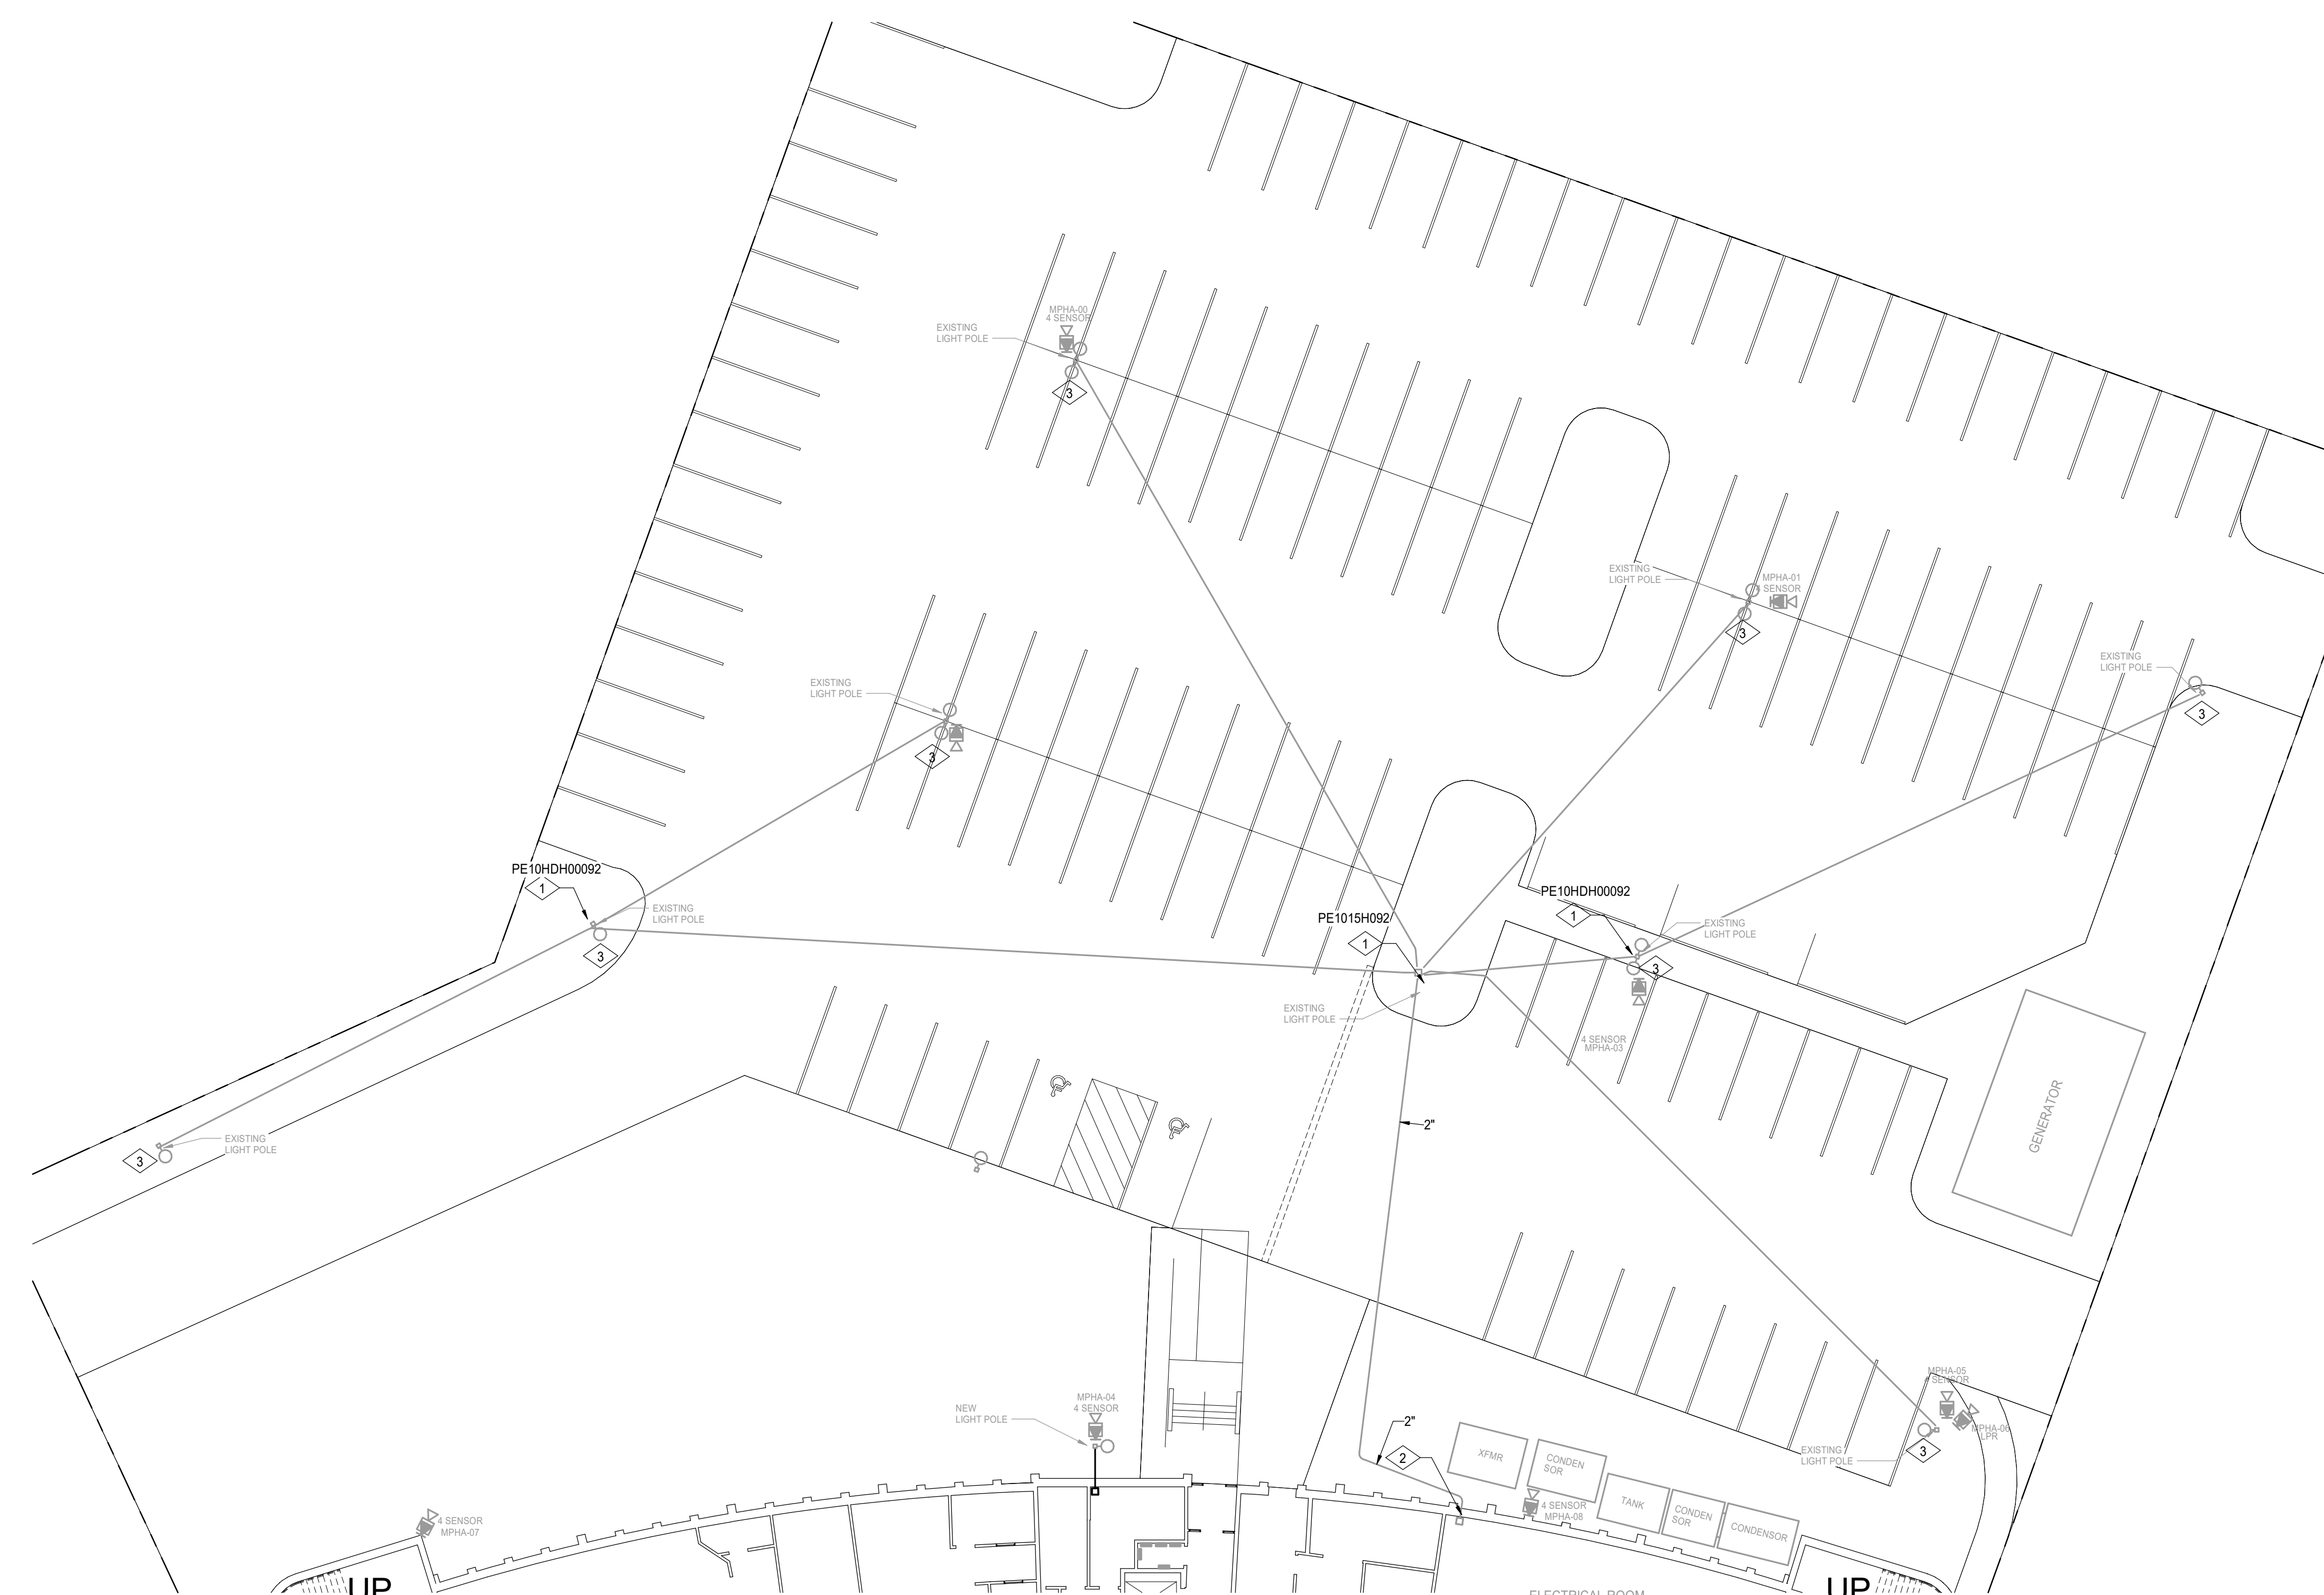 MPHA-00
4 SENSOR
EXISTING
LIGHT POLE
3
EXISTING
LIGHT POLE
MPHA-01
4 SENSOR
3
EXISTING
LIGHT POLE
3
EXISTING
LIGHT POLE
3
PE10HDH00092
1
EXISTING
LIGHT POLE
3
PE10HDH00092
1
EXISTING
LIGHT POLE
3
PE1015H092
1
EXISTING
LIGHT POLE
4 SENSOR
MPHA-03
GENERATOR
2"
EXISTING
LIGHT POLE
3
MPHA-05
SENSOR
MPHA-06
LPR
3
EXISTING
LIGHT POLE
MPHA-04
4 SENSOR
NEW
LIGHT POLE
2"
2
XFMR
CONDEN
SOR
TANK
CONDEN
SOR
CONDENSOR
4 SENSOR
MPHA-08
4 SENSOR
MPHA-07
UP
UP
ELECTRICAL ROOM